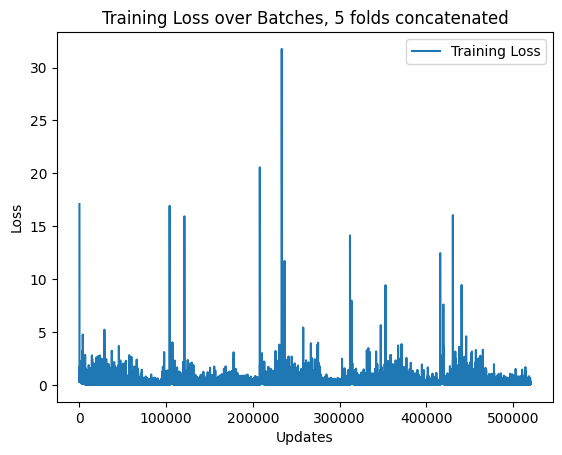 Training Loss over Batches, 5 folds concatenated
Training Loss
30
25
20
15
10
5
0
Loss
0 100000 200000 300000 400000 500000
Updates